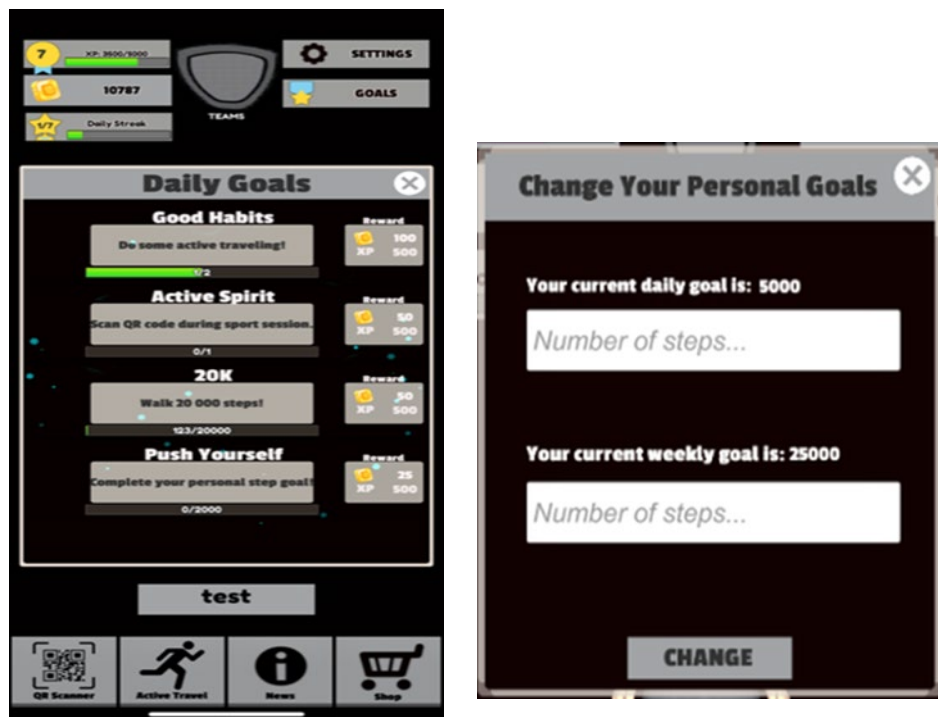 7
XP: 3500/5000
SETTINGS
10787
GOALS
TEAMS
1/7
Daily Streak
Daily Goals
Good Habits
Reward
Do some active traveling!
100
XP 500
1/2
Active Spirit
Reward
Scan QR code during sport session.
50
XP 500
0/1
20K
Reward
Walk 20 000 steps!
50
XP 500
123/20000
Push Yourself
Reward
Complete your personal step goal!
25
XP 500
0/2000
test
QR Scanner
Active Travel
News
Shop
Change Your Personal Goals
Your current daily goal is: 5000
Number of steps...
Your current weekly goal is: 25000
Number of steps...
CHANGE